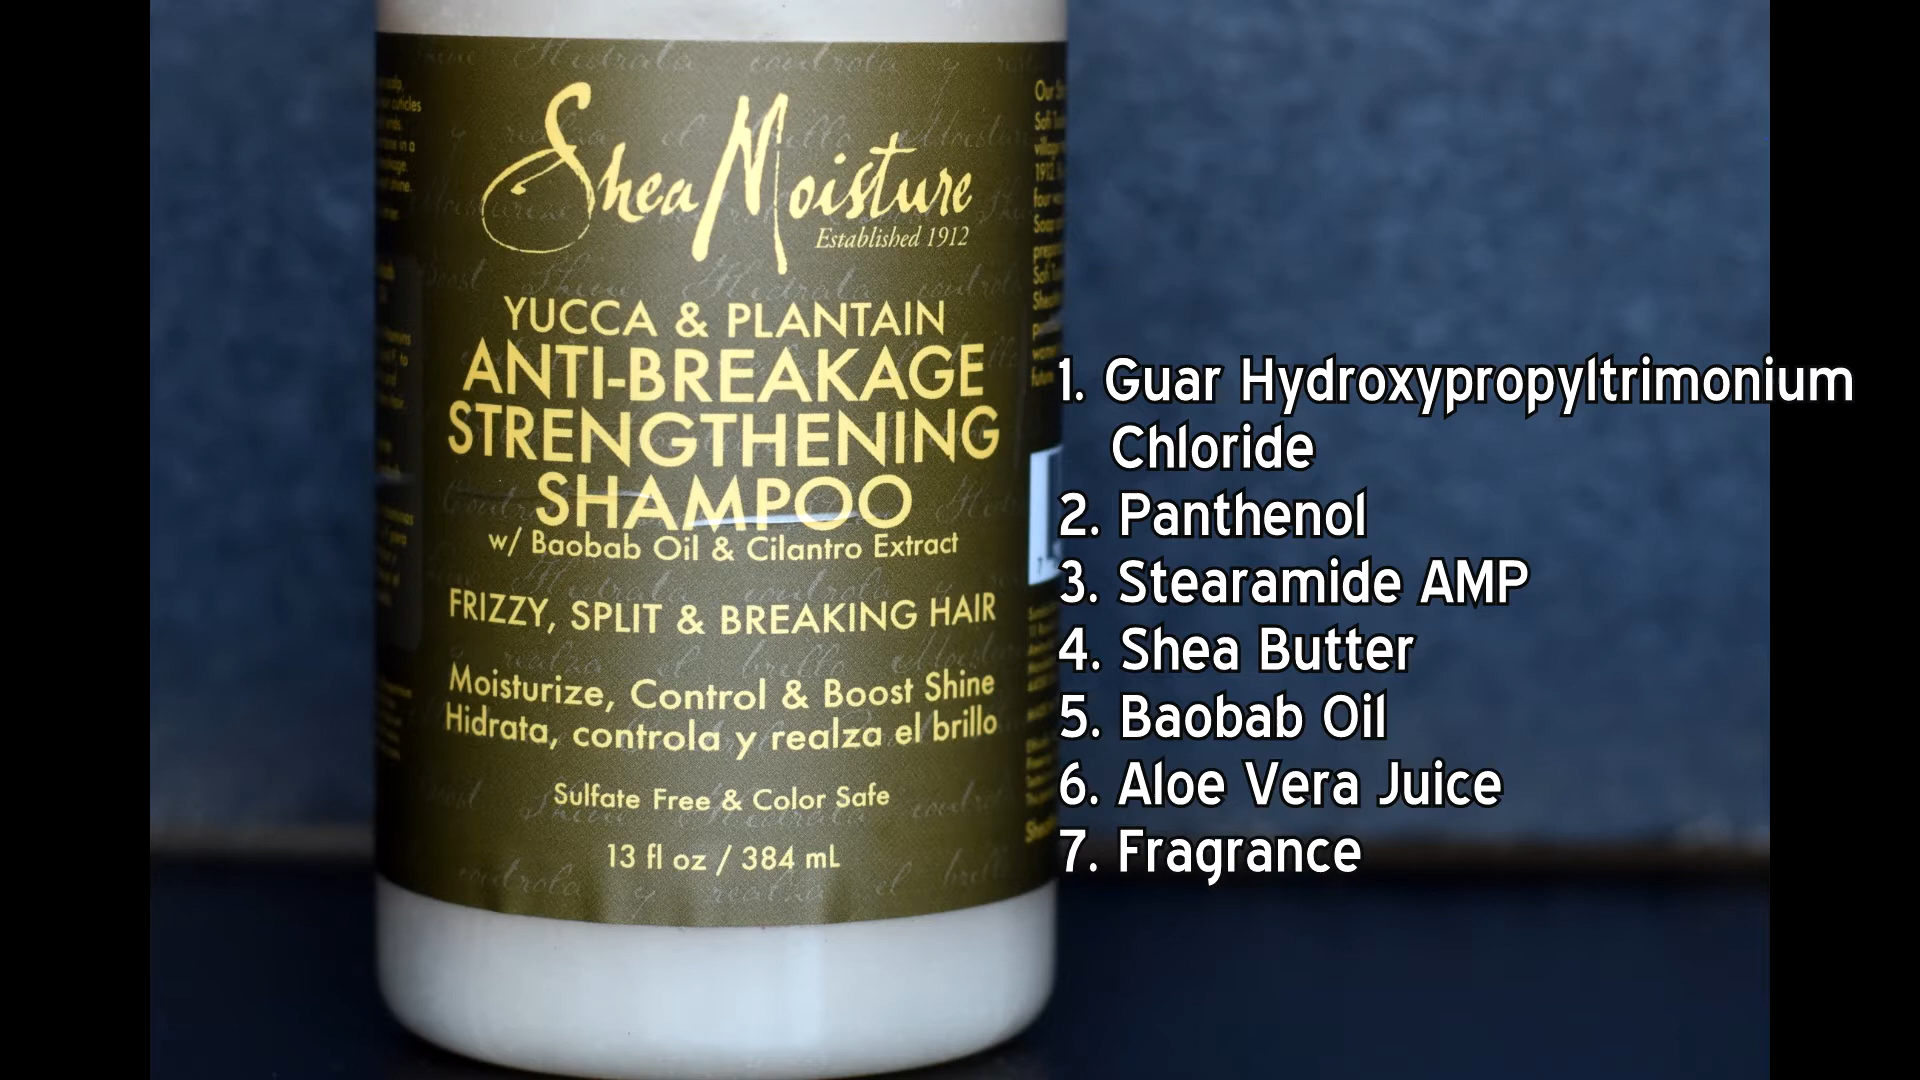 SheaMoisture
Established 1912
YUCCA & PLANTAIN
ANTI-BREAKAGE
STRENGTHENING
SHAMPOO
w/ Baobab Oil & Cilantro Extract
FRIZZY, SPLIT & BREAKING HAIR
Moisturize, Control & Boost Shine
Hidrata, controla y realza el brillo
Sulfate Free & Color Safe
13 fl oz / 384 mL
1. Guar Hydroxypropyltrimonium
Chloride
2. Panthenol
3. Stearamide AMP
4. Shea Butter
5. Baobab Oil
6. Aloe Vera Juice
7. Fragrance